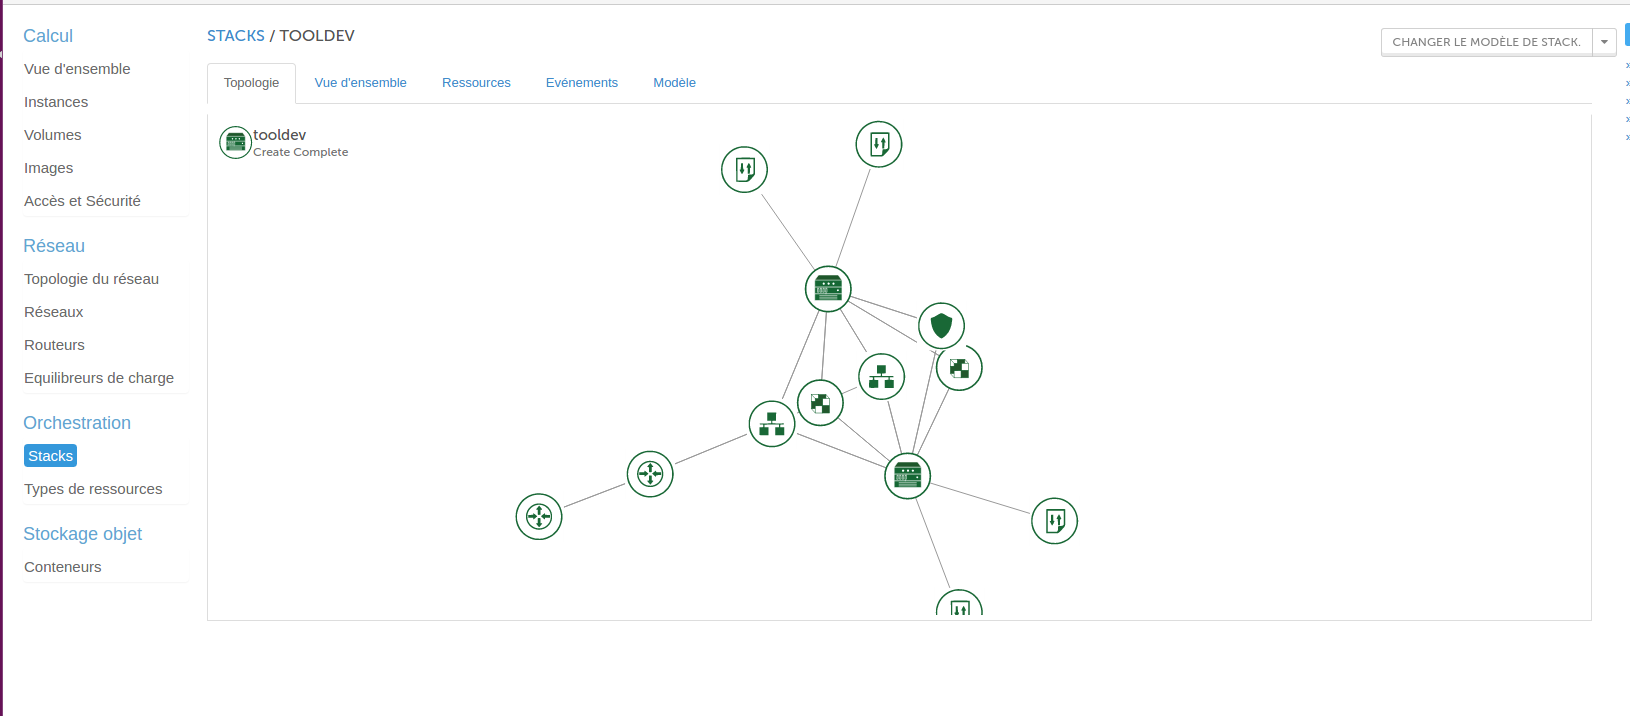 Calcul
Vue d'ensemble
Instances
Volumes
Images
Accès et Sécurité
Réseau
Topologie du réseau
Réseaux
Routeurs
Equilibreurs de charge
Orchestration
Stacks
Types de ressources
Stockage objet
Conteneurs
STACKS / TOOLDEV
CHANGER LE MODÈLE DE STACK.
Topologie Vue d'ensemble Ressources Evénements Modèle
tooldev
Create Complete